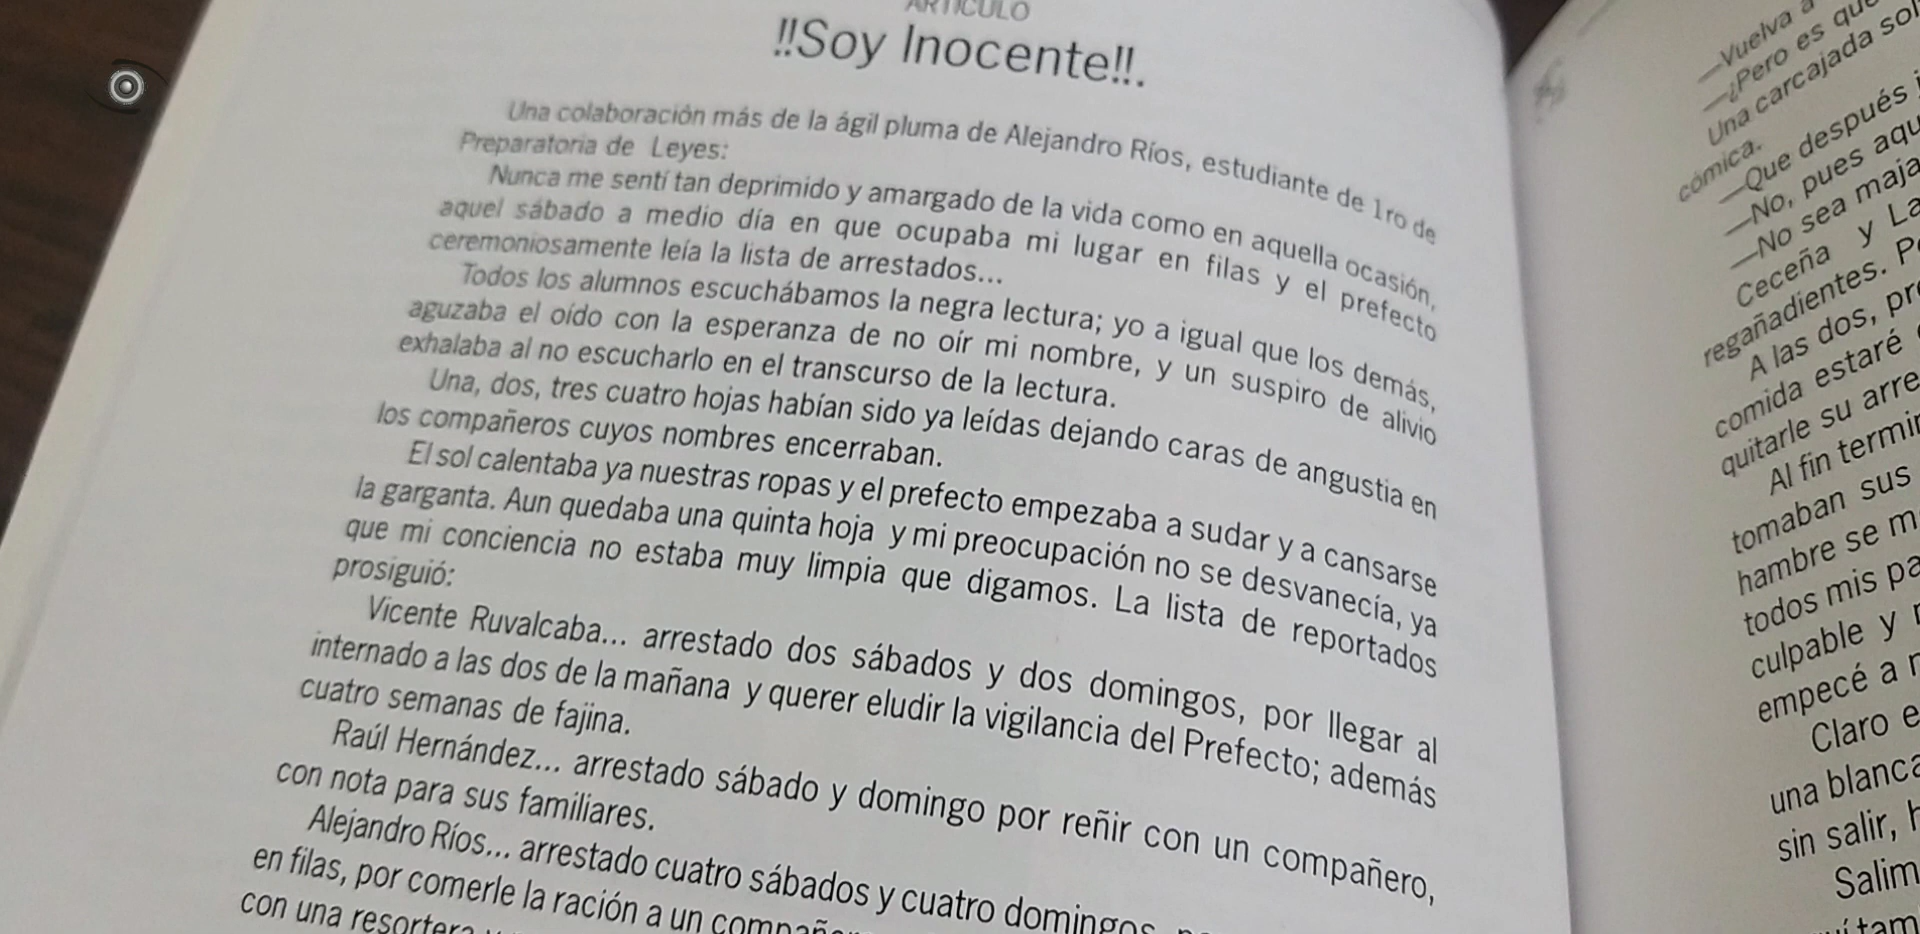 ARTÍCULO
!!Soy Inocente!!.
Una colaboración más de la ágil pluma de Alejandro Ríos, estudiante de 1ro de
Preparatoria de Leyes:
Nunca me sentí tan deprimido y amargado de la vida como en aquella ocasión,
aquel sábado a medio día en que ocupaba mi lugar en filas y el prefecto
ceremoniosamente leía la lista de arrestados...
Todos los alumnos escuchábamos la negra lectura; yo a igual que los demás,
aguzaba el oído con la esperanza de no oír mi nombre, y un suspiro de alivio
exhalaba al no escucharlo en el transcurso de la lectura.
Una, dos, tres cuatro hojas habían sido ya leídas dejando caras de angustia en
los compañeros cuyos nombres encerraban.
El sol calentaba ya nuestras ropas y el prefecto empezaba a sudar y a cansarse
la garganta. Aun quedaba una quinta hoja y mi preocupación no se desvanecía, ya
que mi conciencia no estaba muy limpia que digamos. La lista de reportados
prosiguió:
Vicente Ruvalcaba... arrestado dos sábados y dos domingos, por llegar al
internado a las dos de la mañana y querer eludir la vigilancia del Prefecto; además
cuatro semanas de fajina.
Raúl Hernández... arrestado sábado y domingo por reñir con un compañero,
con nota para sus familiares.
Alejandro Ríos... arrestado cuatro sábados y cuatro domingos,
en filas, por comerle la ración a un
con una resortera
—Vuelva a
—¿Pero es que
Una carcajada
cómica.
—Que después
—No, pues
—No sea
Ceceña y
regañadientes.
A las dos,
comida estaré
quitarle su
Al fin
tomaban sus
hambre se
todos mis
culpable y
empecé a
Claro
una
sin salir,